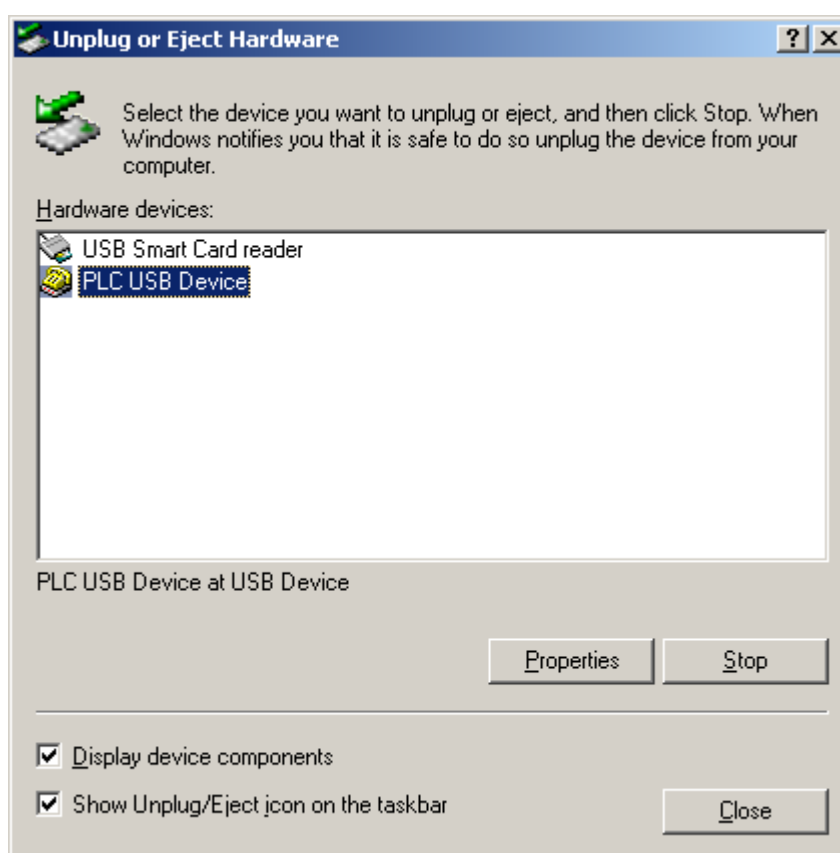 Unplug or Eject Hardware
Select the device you want to unplug or eject, and then click Stop. When
Windows notifies you that it is safe to do so unplug the device from your
computer.
Hardware devices:
USB Smart Card reader
PLC USB Device
PLC USB Device at USB Device
Properties
Stop
Display device components
Show Unplug/Eject icon on the taskbar
Close